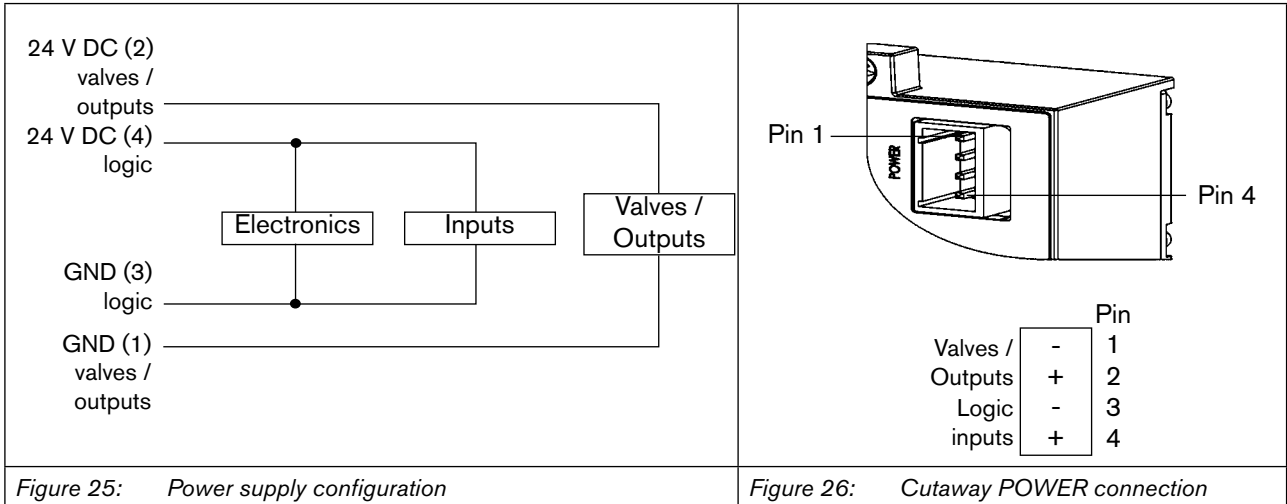 24 V DC (2)
valves /
outputs
24 V DC (4)
logic
Electronics
Inputs
Valves /
Outputs
GND (3)
logic
GND (1)
valves /
outputs
Figure 25: Power supply configuration
Pin 1
POWER
Pin 4
Pin
Valves / - 1
Outputs + 2
Logic - 3
inputs + 4
Figure 26: Cutaway POWER connection